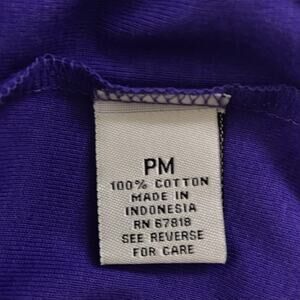 PM
100% COTTON
MADE IN
INDONESIA
RN 67818
SEE REVERSE
FOR CARE